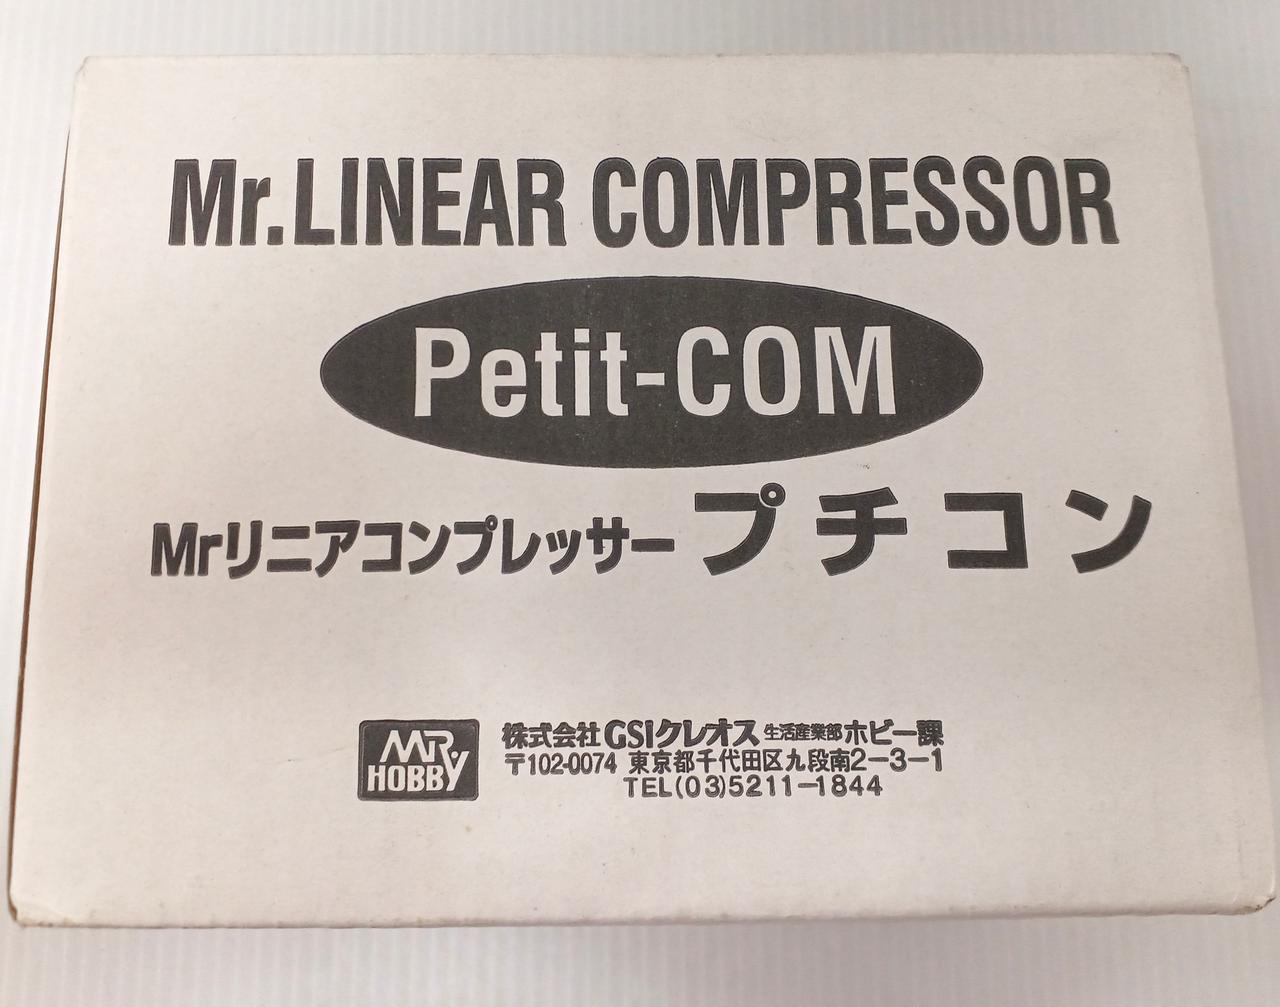 Mr.LINEAR COMPRESSOR
Petit-COM
Mrリニアコンプレッサー プチコン
MR. HOBBY
株式会社GSIクレオス 生活産業部 ホビー課
〒102-0074 東京都千代田区九段南2-3-1
TEL(03)5211-1844